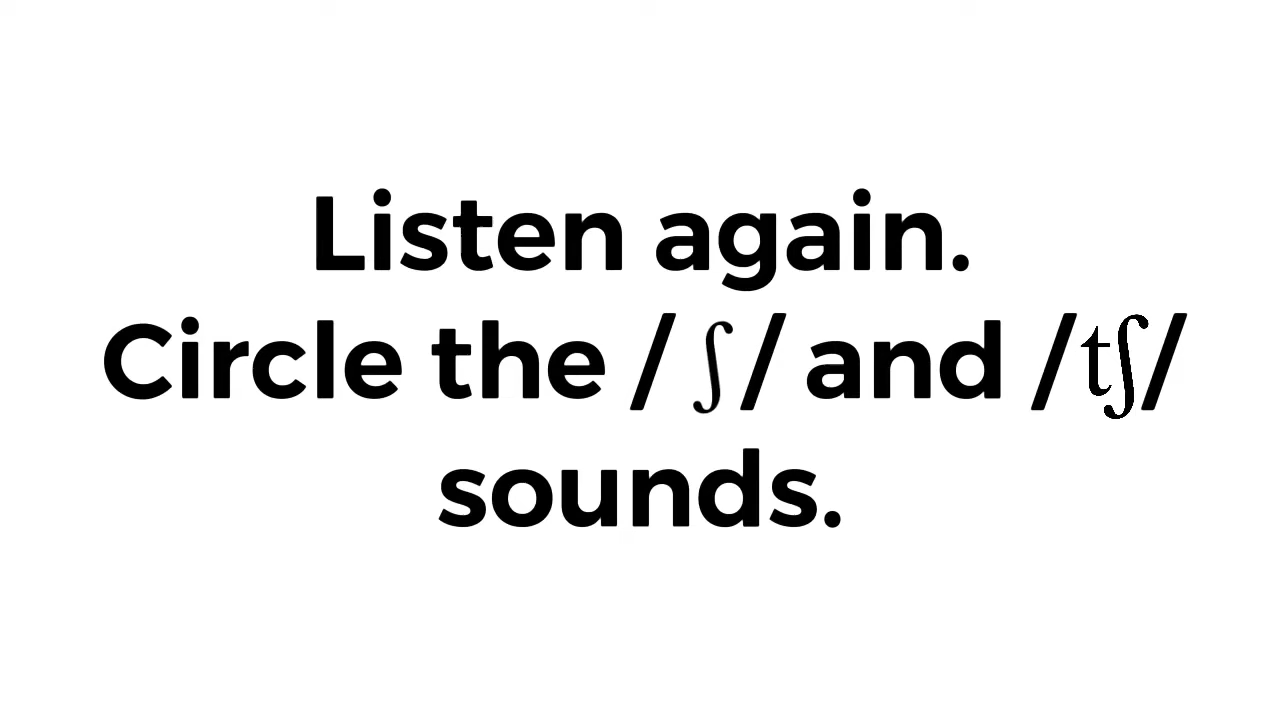 Listen again.
Circle the / ʃ / and /tʃ/
sounds.